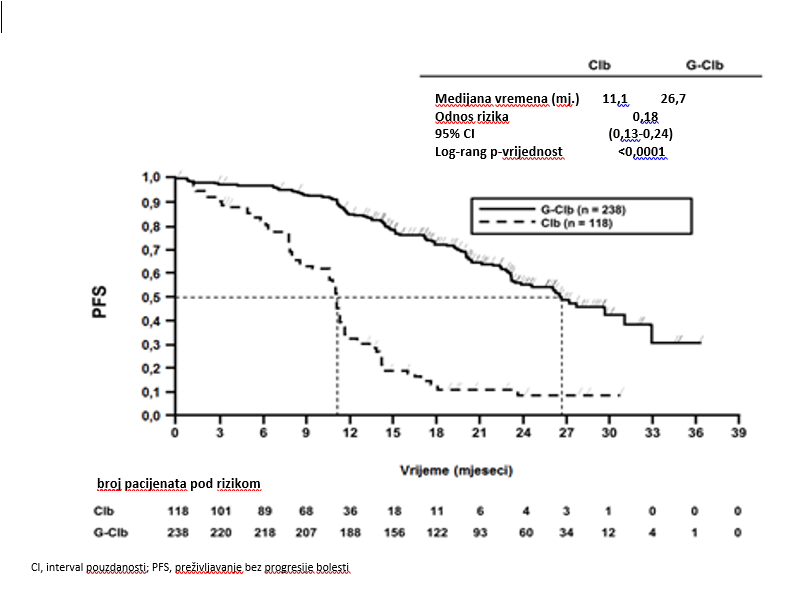 Clb G-Clb
Medijana vremena (mj.) 11,1 26,7
Odnos rizika 0,18
95% CI (0,13-0,24)
Log-rang p-vrijednost <0,0001
1,0
0,9
0,8
0,7
0,6
0,5
0,4
0,3
0,2
0,1
0,0
PFS
G-Clb (n = 238)
Clb (n = 118)
0 3 6 9 12 15 18 21 24 27 30 33 36 39
Vrijeme (mjeseci)
broj pacijenata pod rizikom
Clb 118 101 89 68 36 18 11 6 4 3 1 0 0 0
G-Clb 238 220 218 207 188 156 122 93 60 34 12 4 1 0
CI, interval pouzdanosti; PFS, preživljavanje bez progresije bolesti